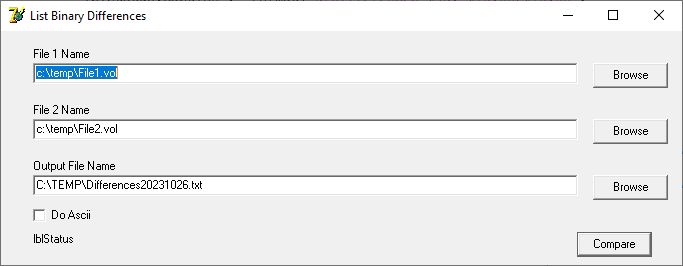 List Binary Differences
File 1 Name
c:\temp\File1.vol
Browse
File 2 Name
c:\temp\File2.vol
Browse
Output File Name
C:\TEMP\Differences20231026.txt
Browse
Do Ascii
lblStatus
Compare